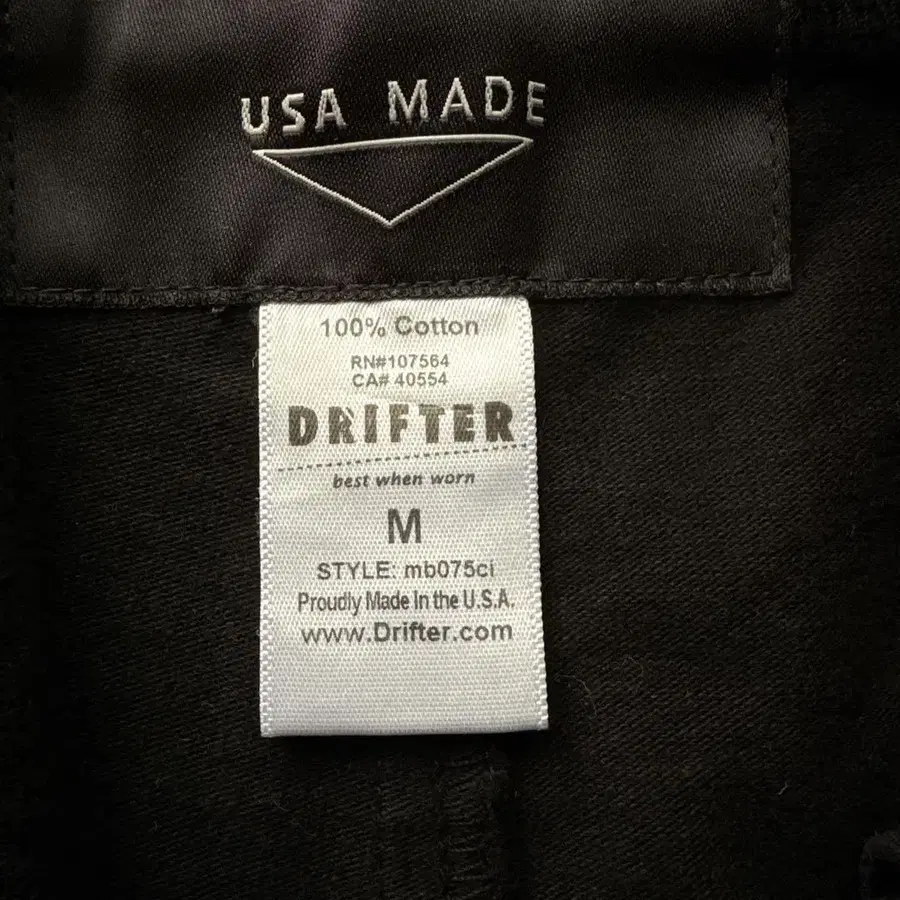 USA MADE
100% Cotton
RN#107564
CA# 40554
DRIFTER
best when worn
M
STYLE: mb075ci
Proudly Made In the U.S.A.
www.Drifter.com